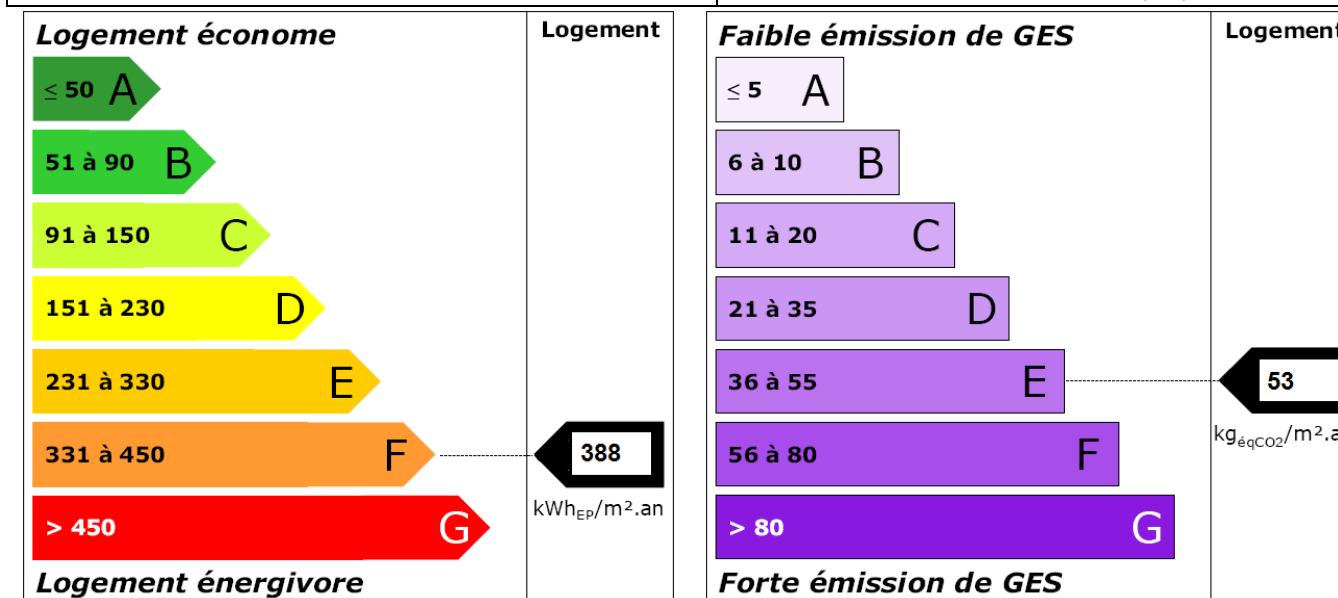 Logement économe
Logement
≤ 50 A
51 à 90 B
91 à 150 C
151 à 230 D
231 à 330 E
331 à 450 F
388
kWhEP/m².an
> 450 G
Logement énergivore
Faible émission de GES
Logement
≤ 5 A
6 à 10 B
11 à 20 C
21 à 35 D
36 à 55 E
53
kgéqCO2/m².a
56 à 80 F
> 80 G
Forte émission de GES